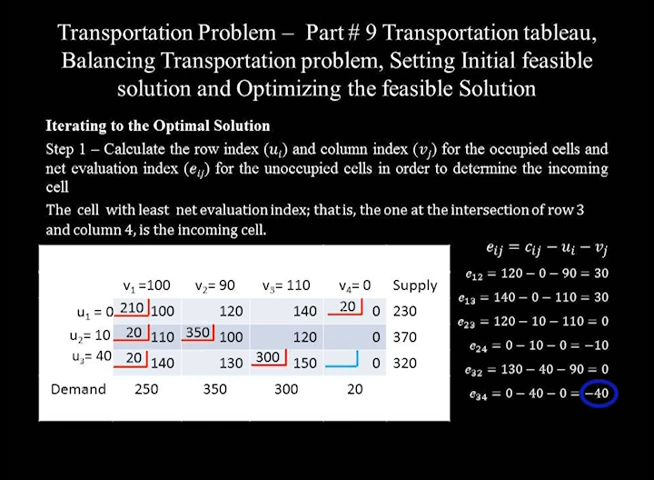 Transportation Problem – Part # 9 Transportation tableau,
Balancing Transportation problem, Setting Initial feasible
solution and Optimizing the feasible Solution
Iterating to the Optimal Solution
Step 1 – Calculate the row index (uᵢ) and column index (vⱼ) for the occupied cells and
net evaluation index (eᵢⱼ) for the unoccupied cells in order to determine the incoming
cell
The cell with least net evaluation index; that is, the one at the intersection of row 3
and column 4, is the incoming cell.
eᵢⱼ = cᵢⱼ − uᵢ − vⱼ
e₁₂ = 120 − 0 − 90 = 30
e₁₃ = 140 − 0 − 110 = 30
e₂₃ = 120 − 10 − 110 = 0
e₂₄ = 0 − 10 − 0 = −10
e₃₂ = 130 − 40 − 90 = 0
e₃₄ = 0 − 40 − 0 = −40
v₁ =100 v₂= 90 v₃= 110 v₄= 0 Supply
u₁ = 0 210 100 120 140 20 0 230
u₂= 10 20 110 350 100 120 0 370
u₃= 40 20 140 130 300 150 0 320
Demand 250 350 300 20